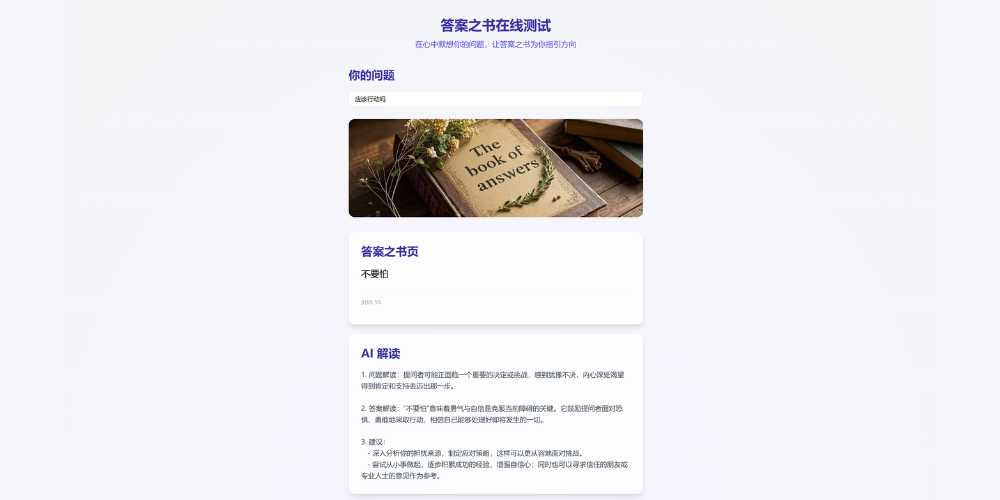 答案之书在线测试
在心中默想你的问题，让答案之书为你指引方向
你的问题
应该行动吗
The
book of
answers
答案之书页
不要怕
页码: 55
AI 解读
1. 问题解读：提问者可能正面临一个重要的决定或挑战，感到犹豫不决，内心深处渴望
得到肯定和支持去迈出那一步。
2. 答案解读：“不要怕”意味着勇气与自信是克服当前障碍的关键。它鼓励提问者面对恐
惧，勇敢地采取行动，相信自己能够处理好即将发生的一切。
3. 建议：
- 深入分析你的担忧来源，制定应对策略，这样可以更从容地面对挑战。
- 尝试从小事做起，逐步积累成功的经验，增强自信心；同时也可以寻求信任的朋友或
专业人士的意见作为参考。